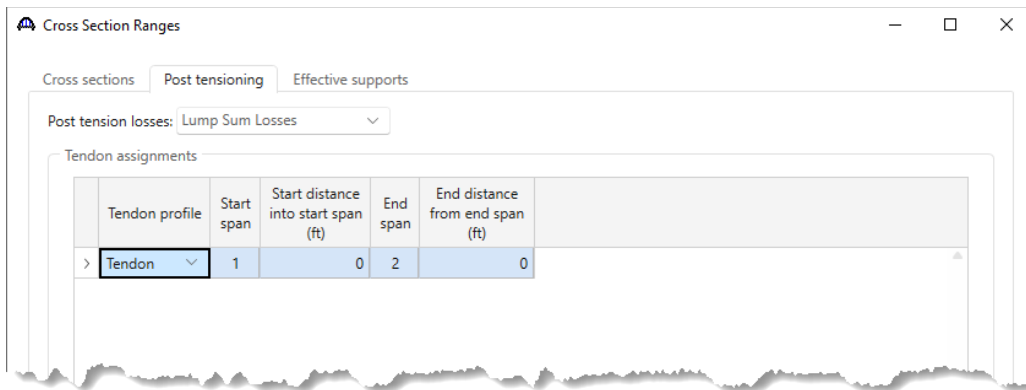 Cross Section Ranges
Cross sections Post tensioning Effective supports
Post tension losses: Lump Sum Losses
Tendon assignments
Tendon profile
Start
span
Start distance
into start span
(ft)
End
span
End distance
from end span
(ft)
Tendon 1 0 2 0